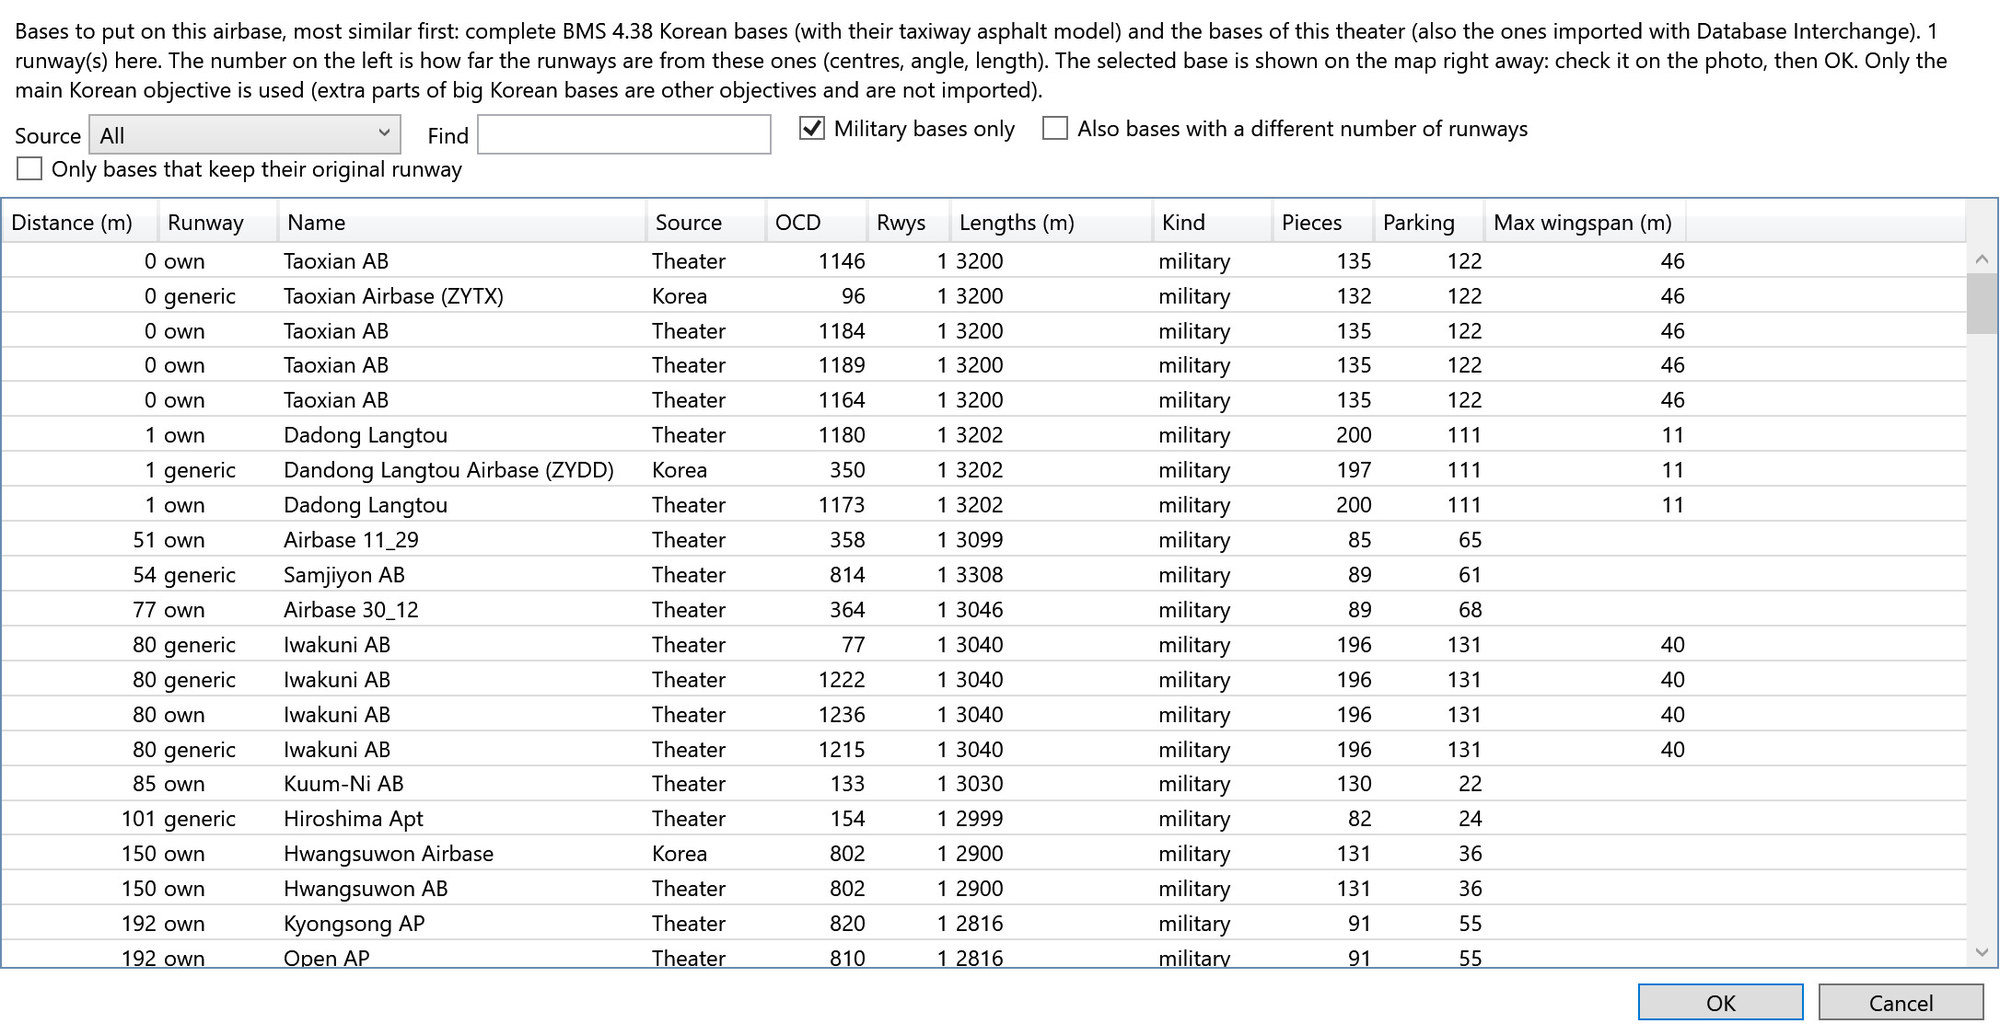 Bases to put on this airbase, most similar first: complete BMS 4.38 Korean bases (with their taxiway asphalt model) and the bases of this theater (also the ones imported with Database Interchange). 1
runway(s) here. The number on the left is how far the runways are from these ones (centres, angle, length). The selected base is shown on the map right away: check it on the photo, then OK. Only the
main Korean objective is used (extra parts of big Korean bases are other objectives and are not imported).
Source All Find Military bases only Also bases with a different number of runways
Only bases that keep their original runway
Distance (m) Runway Name Source OCD Rwys Lengths (m) Kind Pieces Parking Max wingspan (m)
0 own Taoxian AB Theater 1146 1 3200 military 135 122 46
0 generic Taoxian Airbase (ZYTX) Korea 96 1 3200 military 132 122 46
0 own Taoxian AB Theater 1184 1 3200 military 135 122 46
0 own Taoxian AB Theater 1189 1 3200 military 135 122 46
0 own Taoxian AB Theater 1164 1 3200 military 135 122 46
1 own Dadong Langtou Theater 1180 1 3202 military 200 111 11
1 generic Dandong Langtou Airbase (ZYDD) Korea 350 1 3202 military 197 111 11
1 own Dadong Langtou Theater 1173 1 3202 military 200 111 11
51 own Airbase 11_29 Theater 358 1 3099 military 85 65
54 generic Samjiyon AB Theater 814 1 3308 military 89 61
77 own Airbase 30_12 Theater 364 1 3046 military 89 68
80 generic Iwakuni AB Theater 77 1 3040 military 196 131 40
80 generic Iwakuni AB Theater 1222 1 3040 military 196 131 40
80 own Iwakuni AB Theater 1236 1 3040 military 196 131 40
80 generic Iwakuni AB Theater 1215 1 3040 military 196 131 40
85 own Kuum-Ni AB Theater 133 1 3030 military 130 22
101 generic Hiroshima Apt Theater 154 1 2999 military 82 24
150 own Hwangsuwon Airbase Korea 802 1 2900 military 131 36
150 own Hwangsuwon AB Theater 802 1 2900 military 131 36
192 own Kyongsong AP Theater 820 1 2816 military 91 55
192 own Open AP Theater 810 1 2816 military 91 55
OK Cancel